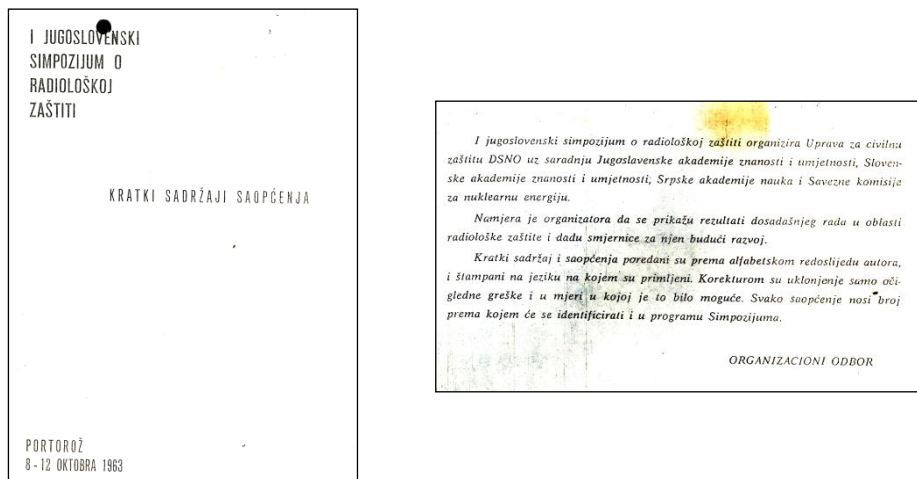 I JUGOSLOVENSKI
SIMPOZIJUM O
RADIOLOŠKOJ
ZAŠTITI
KRATKI SADRŽAJI SAOPĆENJA
PORTOROŽ
8-12 OKTOBRA 1963
I jugoslovenski simpozijum o radiološkoj zaštiti organizira Uprava za civilnu
zaštitu DSNO uz saradnju Jugoslavenske akademije znanosti i umjetnosti, Sloven-
ske akademije znanosti i umjetnosti, Srpske akademije nauka i Savezne komisije
za nuklearnu energiju.
Namjera je organizatora da se prikažu rezultati dosadašnjeg rada u oblasti
radiološke zaštite i dadu smjernice za njen budući razvoj.
Kratki sadržaj i saopćenja poredani su prema alfabetskom redoslijedu autora,
i štampani na jeziku na kojem su primljeni. Korekturom su uklonjenje samo oči-
gledne greške i u mjeri u kojoj je to bilo moguće. Svako saopćenje nosi broj
prema kojem će se identificirati i u programu Simpozijuma.
ORGANIZACIONI ODBOR